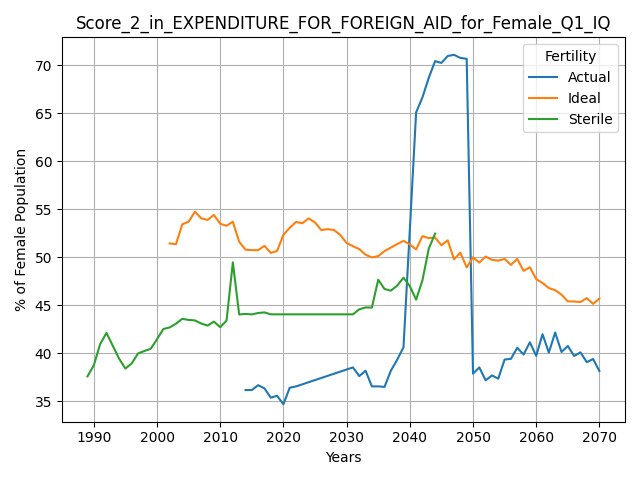 Score_2_in_EXPENDITURE_FOR_FOREIGN_AID_for_Female_Q1_IQ
% of Female Population
70
65
60
55
50
45
40
35
Fertility
Actual
Ideal
Sterile
1990 2000 2010 2020 2030 2040 2050 2060 2070
Years